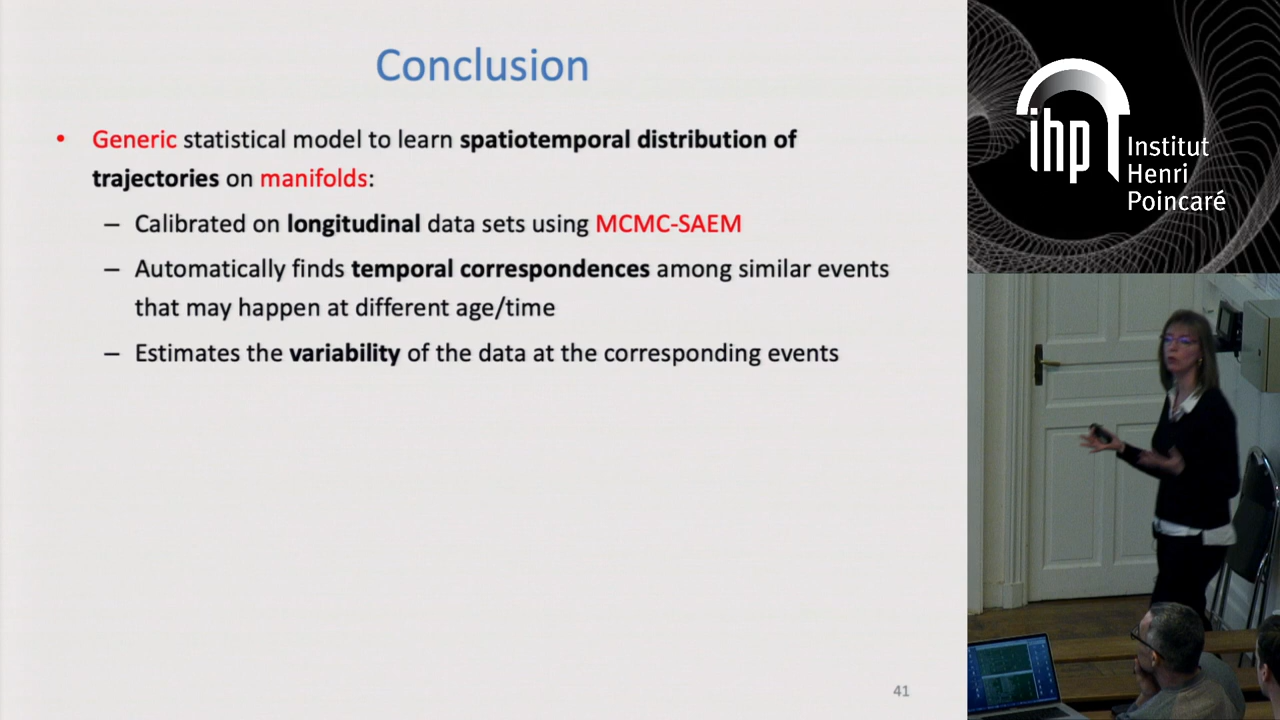 Conclusion
• Generic statistical model to learn spatiotemporal distribution of
trajectories on manifolds:
– Calibrated on longitudinal data sets using MCMC-SAEM
– Automatically finds temporal correspondences among similar events
that may happen at different age/time
– Estimates the variability of the data at the corresponding events
41
ihp Institut
Henri
Poincaré